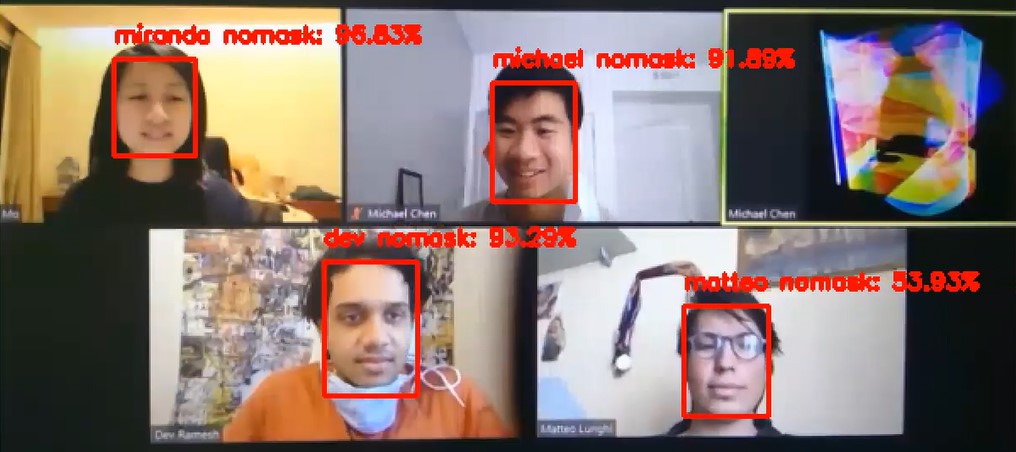 miranda nomask: 96.83%
michael nomask: 91.89%
Mo
Michael Chen
Michael Chen
dev nomask: 93.29%
matteo nomask: 53.93%
Dev Ramesh
Matteo Lunghi